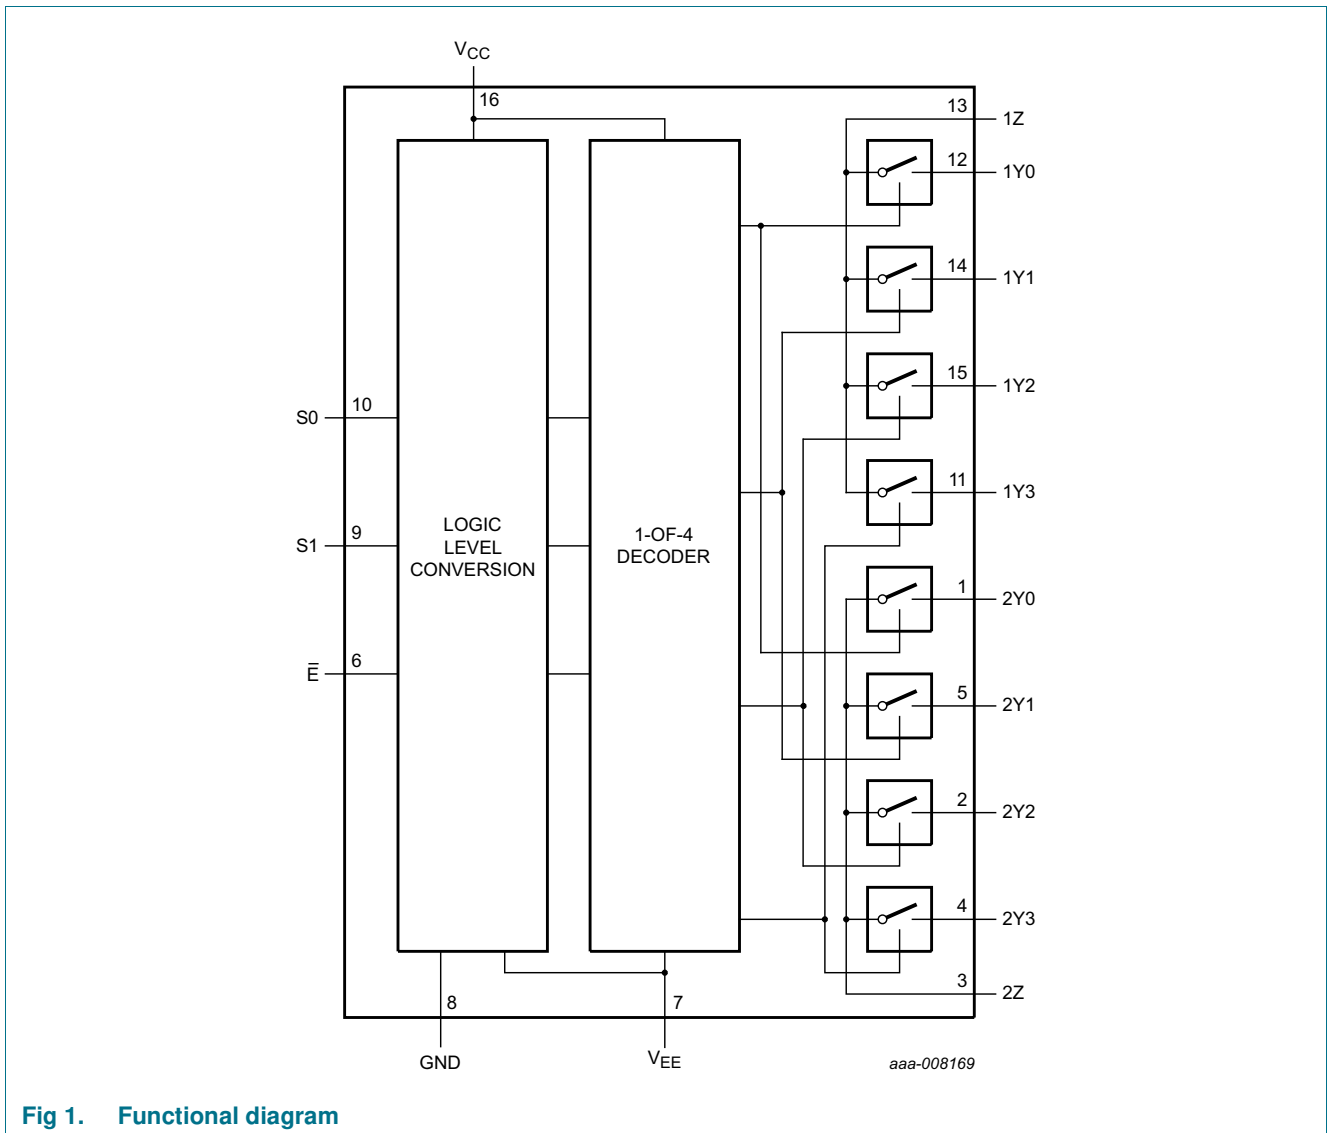 VCC
16
13 1Z
12 1Y0
14 1Y1
15 1Y2
S0 10
11 1Y3
S1 9
LOGIC
LEVEL
CONVERSION
1-OF-4
DECODER
1 2Y0
E̅ 6
5 2Y1
2 2Y2
4 2Y3
3 2Z
8
7
GND
VEE
aaa-008169
Fig 1. Functional diagram